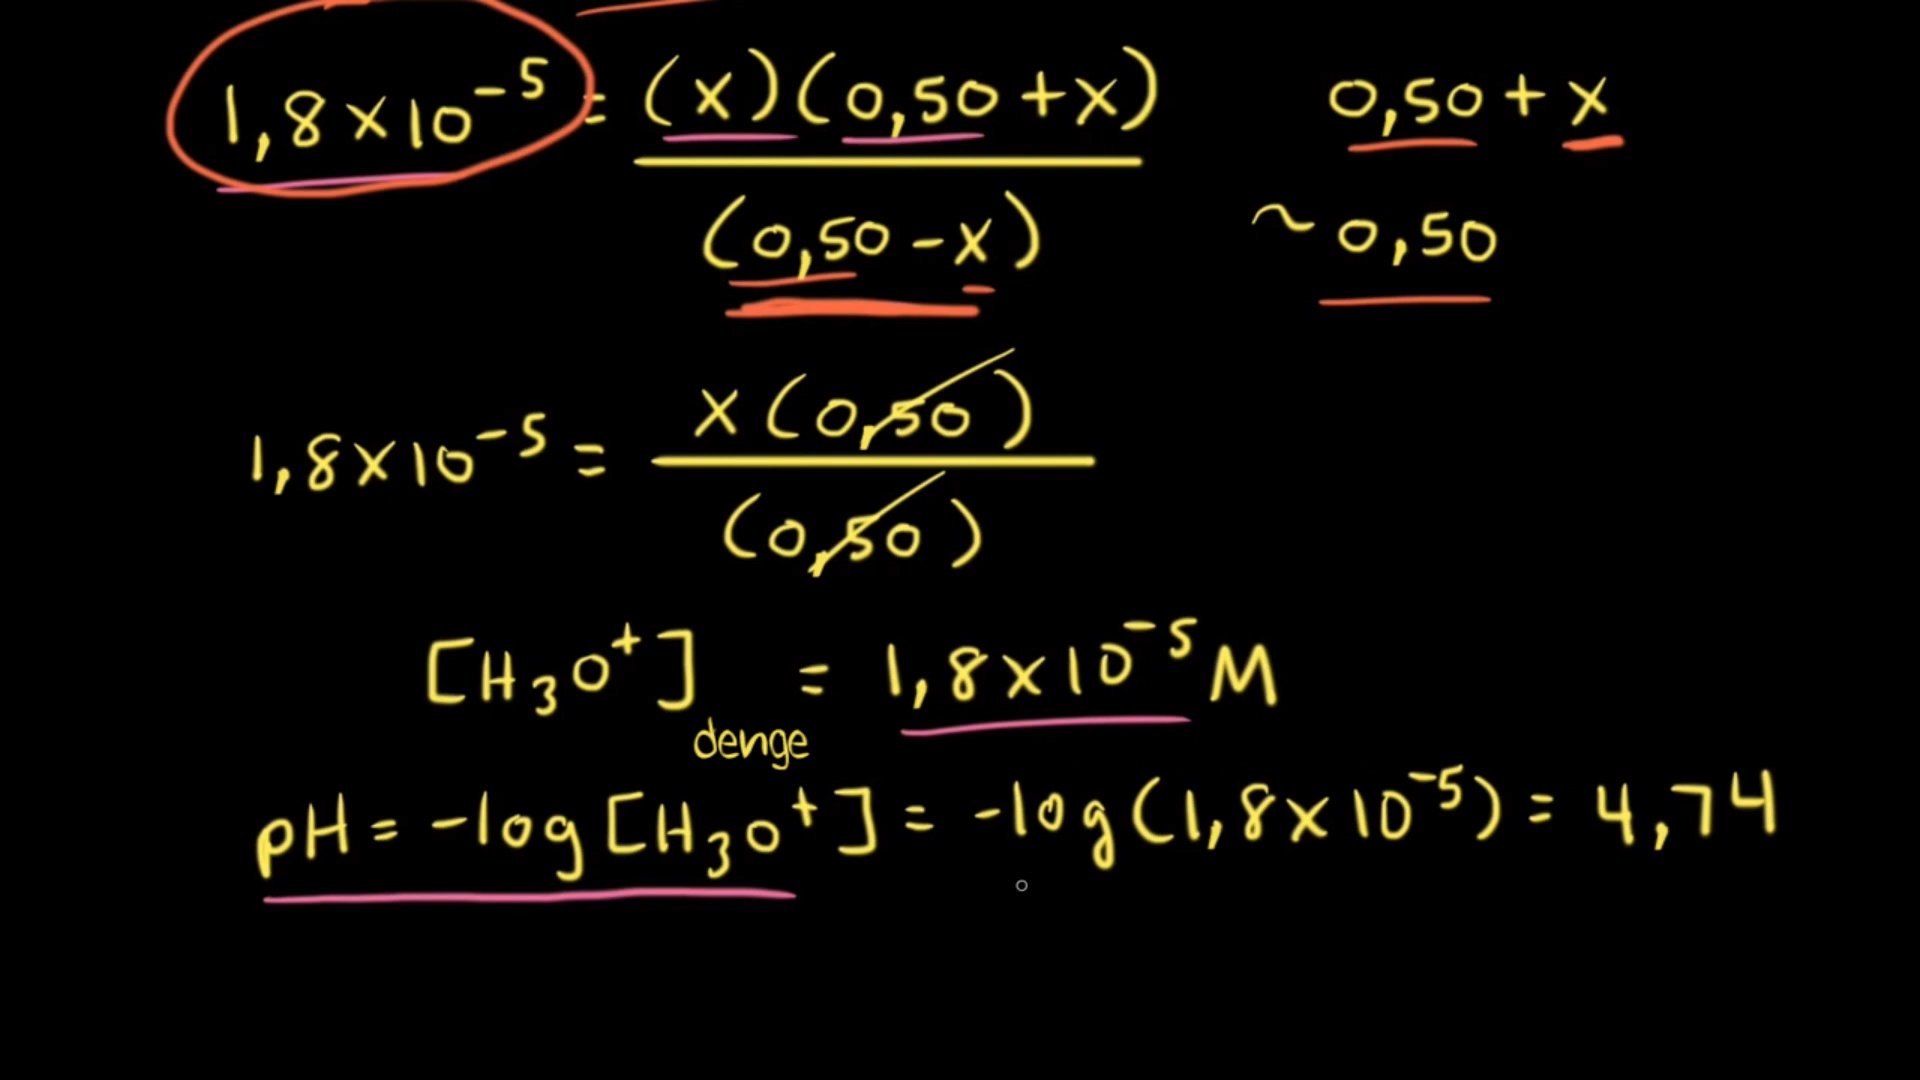 1,8 x 10⁻⁵ = (x)(0,50 + x) 0,50 + x
(0,50 - x) ~ 0,50
1,8 x 10⁻⁵ = x (0,50)
(0,50)
[H₃O⁺] denge = 1,8 x 10⁻⁵ M
pH = -log [H₃O⁺] = -log (1,8 x 10⁻⁵) = 4,74